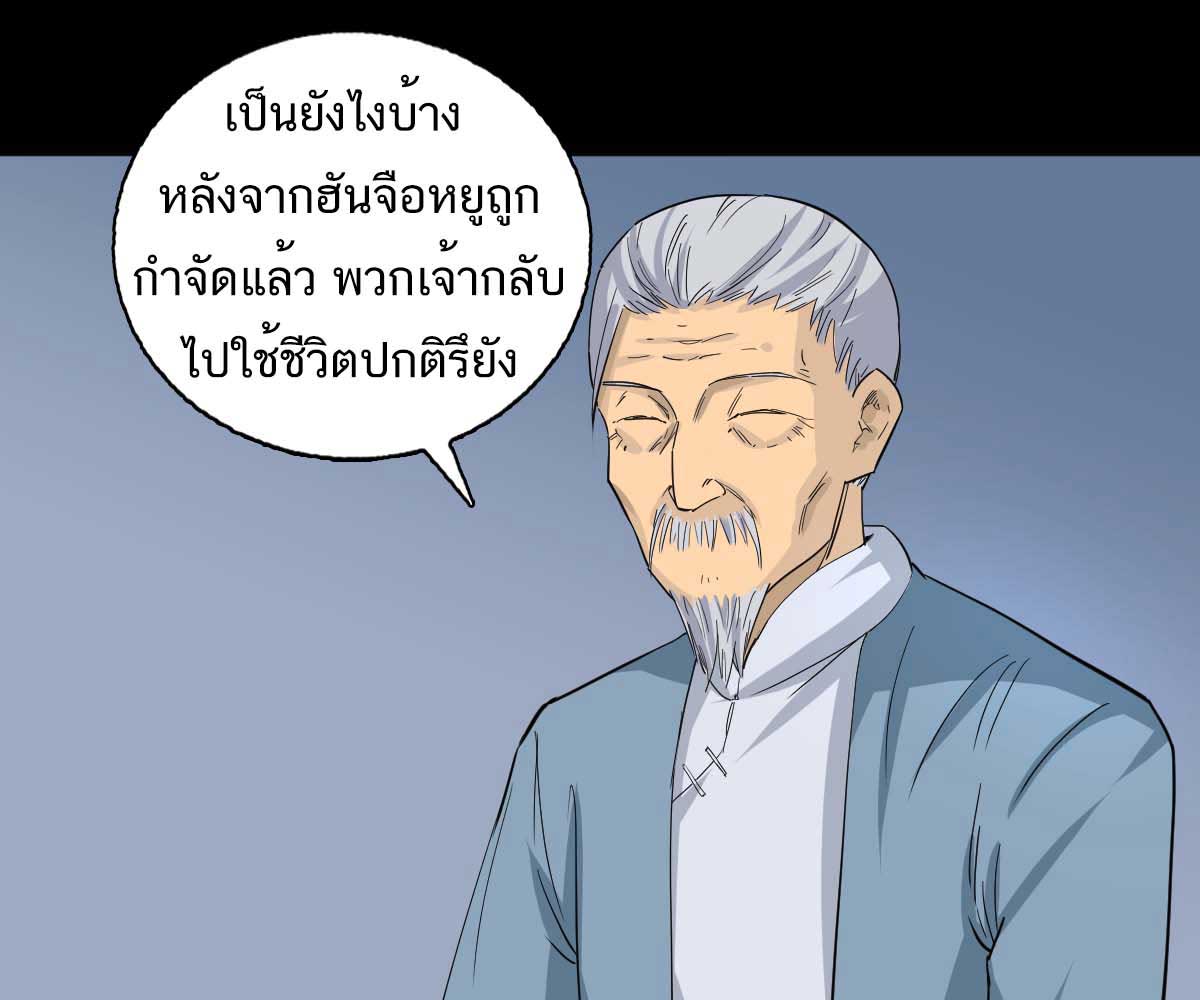 เป็นยังไงบ้าง
หลังจากฮันจือหยูถูก
กำจัดแล้ว พวกเจ้ากลับ
ไปใช้ชีวิตปกติรึยัง